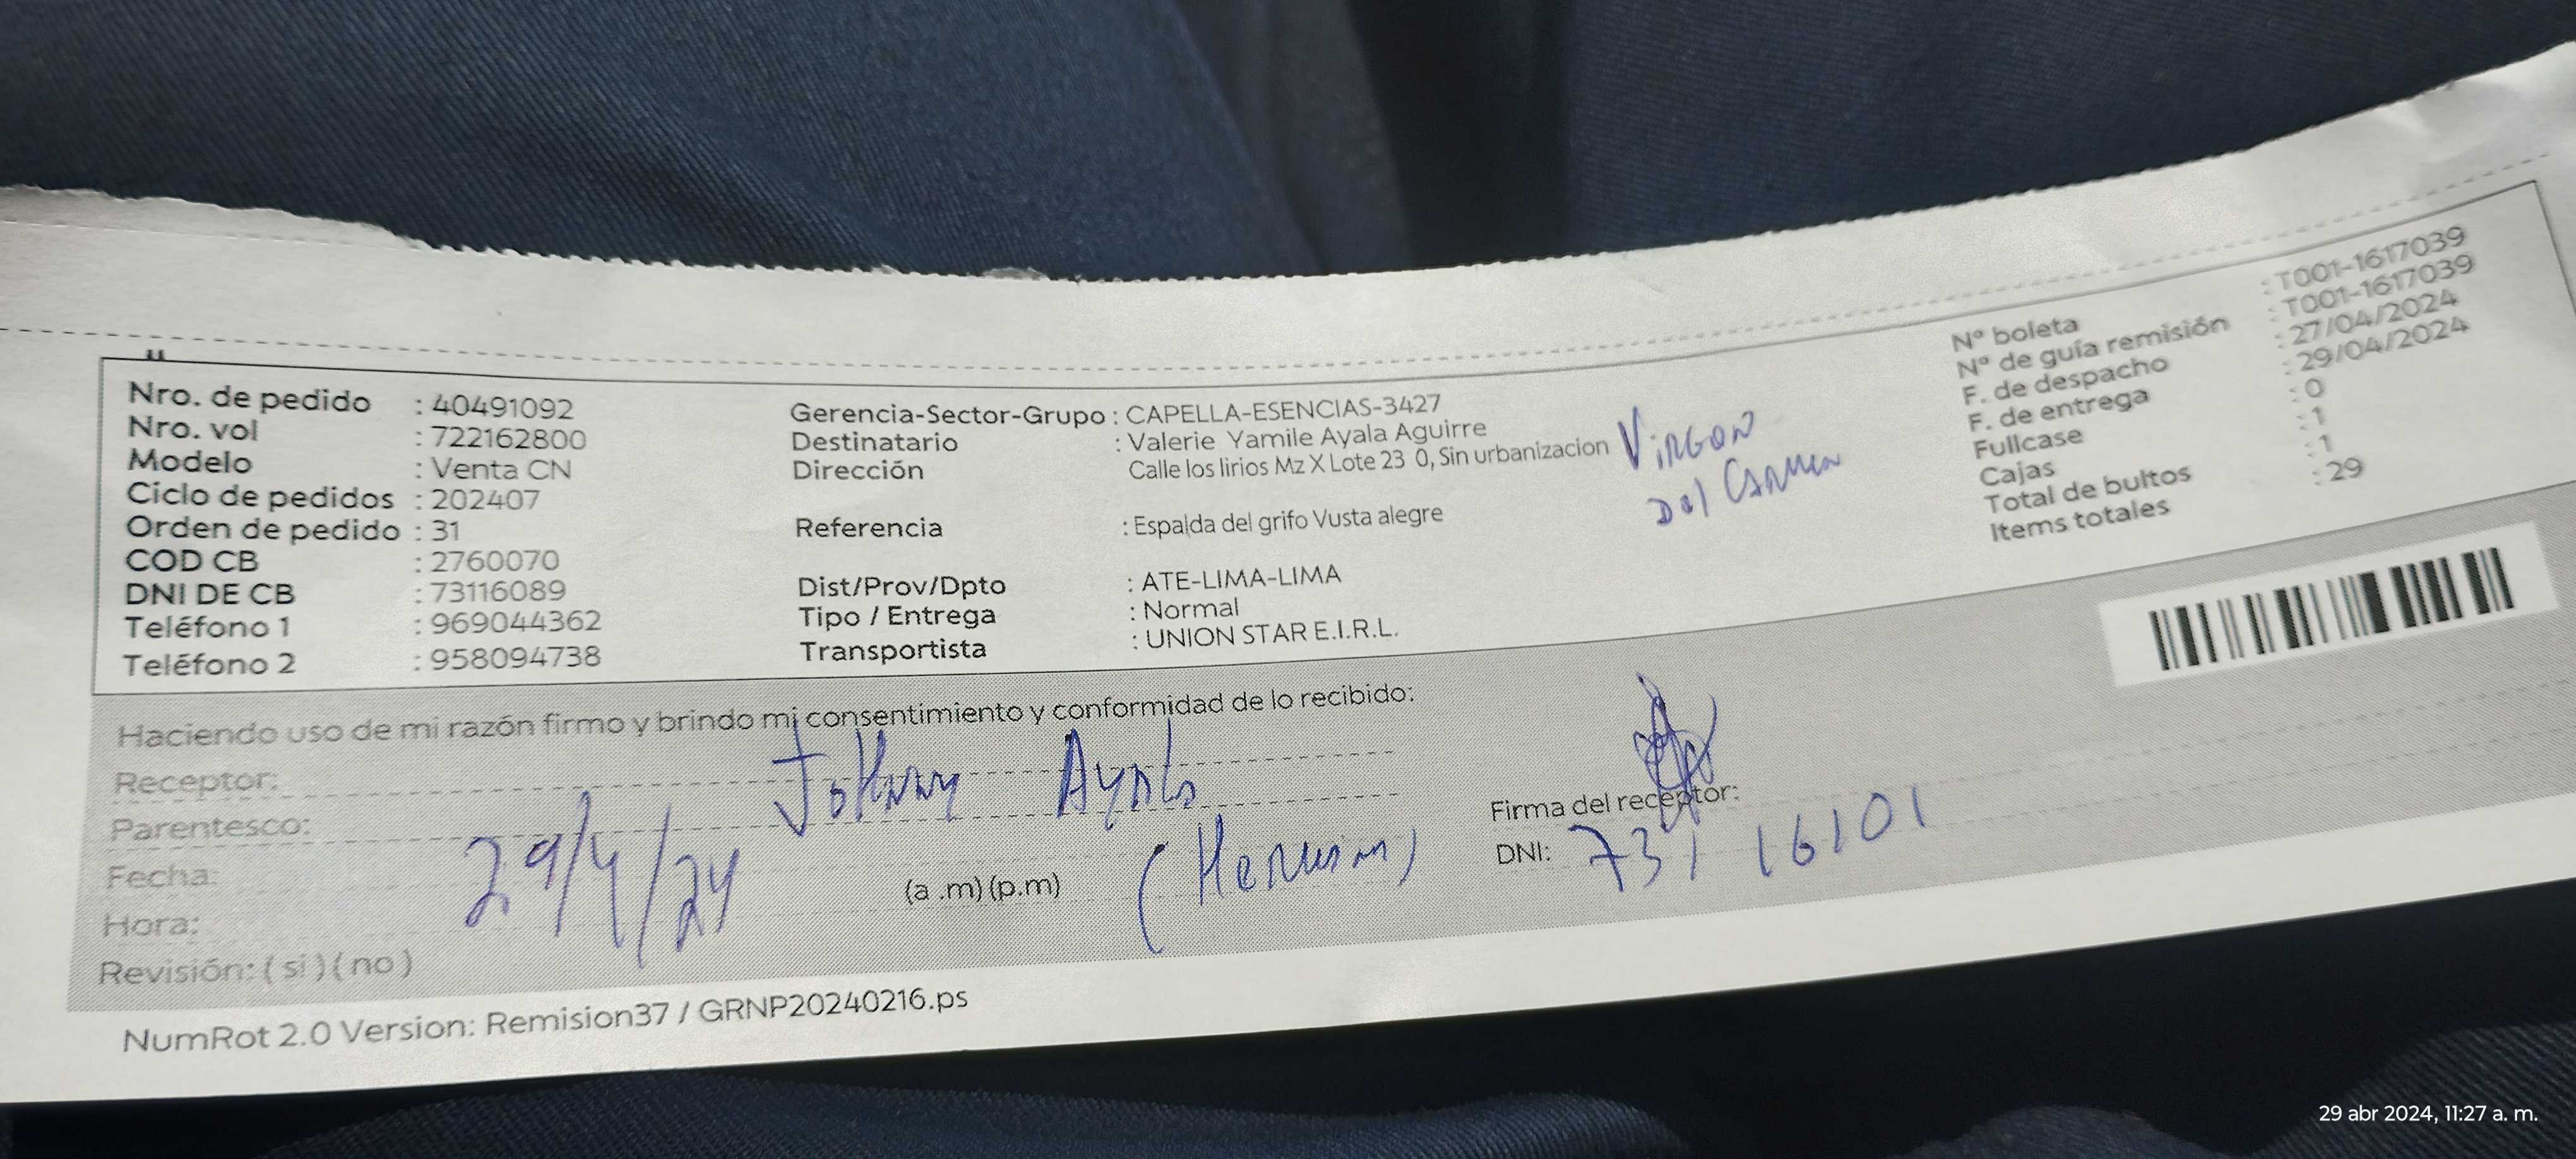 Nro. de pedido : 40491092
Nro. vol : 722162800
Modelo : Venta CN
Ciclo de pedidos : 202407
Orden de pedido : 31
COD CB : 2760070
DNI DE CB : 73116089
Teléfono 1 : 969044362
Teléfono 2 : 958094738
Gerencia-Sector-Grupo : CAPELLA-ESENCIAS-3427
Destinatario : Valerie Yamile Ayala Aguirre
Dirección Calle los lirios Mz X Lote 23 0, Sin urbanizacion Virgen
Del Carmen
Referencia : Espalda del grifo Vusta alegre
Dist/Prov/Dpto : ATE-LIMA-LIMA
Tipo / Entrega : Normal
Transportista : UNION STAR E.I.R.L.
N° boleta : T001-1617039
N° de guía remisión : T001-1617039
F. de despacho : 27/04/2024
F. de entrega : 29/04/2024
Fullcase : 0
Cajas : 1
Total de bultos : 1
Items totales : 29
Haciendo uso de mi razón firmo y brindo mi consentimiento y conformidad de lo recibido:
Receptor: Johnny Ayala
Parentesco: (Hermano)
Fecha: 29/4/24
Hora: (a .m) (p.m)
Revisión: ( si ) ( no )
Firma del receptor:
DNI: 73116101
NumRot 2.0 Version: Remision37 / GRNP20240216.ps
29 abr 2024, 11:27 a. m.